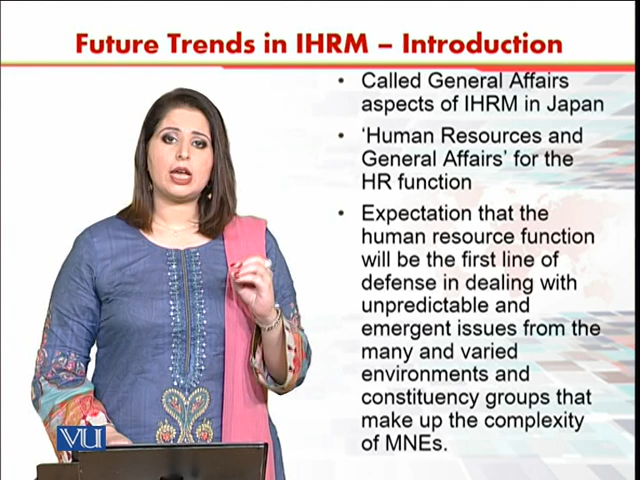 Future Trends in IHRM – Introduction
• Called General Affairs
aspects of IHRM in Japan
• ‘Human Resources and
General Affairs’ for the
HR function
• Expectation that the
human resource function
will be the first line of
defense in dealing with
unpredictable and
emergent issues from the
many and varied
environments and
constituency groups that
make up the complexity
of MNEs.
VU